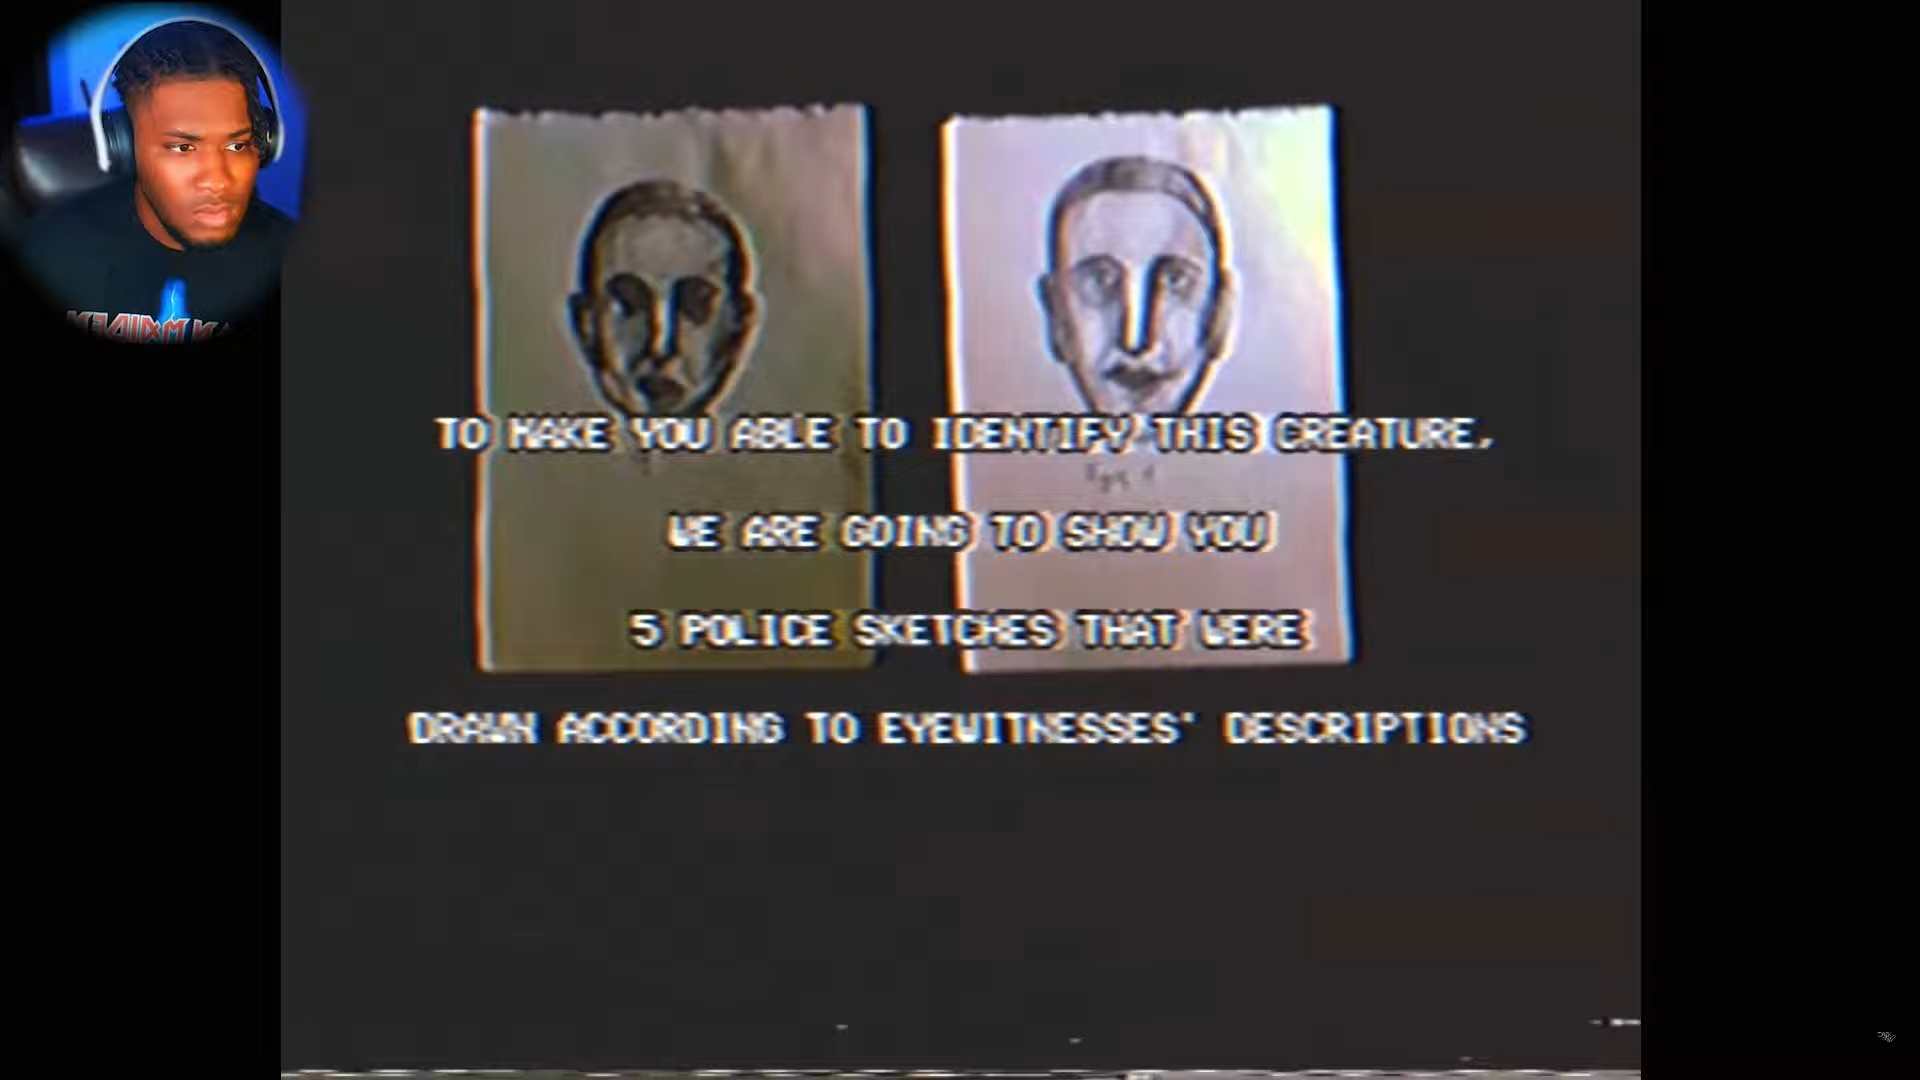 TO MAKE YOU ABLE TO IDENTIFY THIS CREATURE,
WE ARE GOING TO SHOW YOU
5 POLICE SKETCHES THAT WERE
DRAWN ACCORDING TO EYEWITNESSES' DESCRIPTIONS